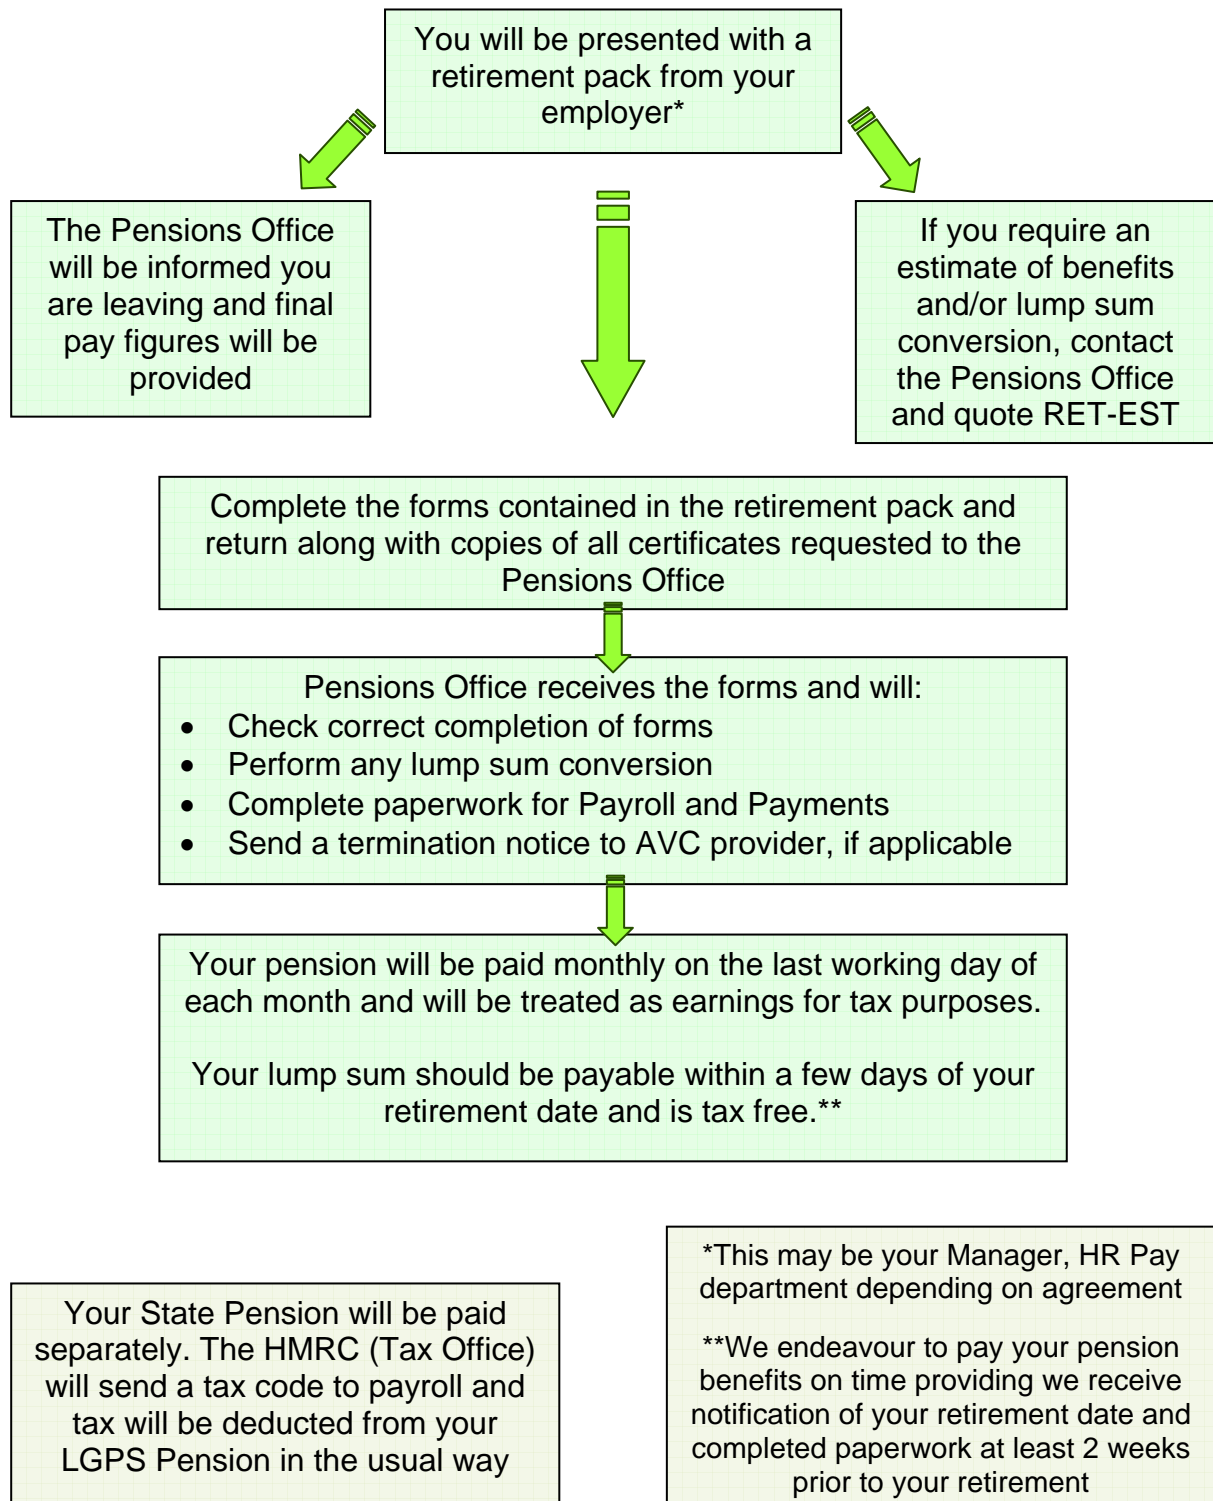 You will be presented with a
retirement pack from your
employer*
The Pensions Office
will be informed you
are leaving and final
pay figures will be
provided
If you require an
estimate of benefits
and/or lump sum
conversion, contact
the Pensions Office
and quote RET-EST
Complete the forms contained in the retirement pack and
return along with copies of all certificates requested to the
Pensions Office
Pensions Office receives the forms and will:
• Check correct completion of forms
• Perform any lump sum conversion
• Complete paperwork for Payroll and Payments
• Send a termination notice to AVC provider, if applicable
Your pension will be paid monthly on the last working day of
each month and will be treated as earnings for tax purposes.
Your lump sum should be payable within a few days of your
retirement date and is tax free.**
Your State Pension will be paid
separately. The HMRC (Tax Office)
will send a tax code to payroll and
tax will be deducted from your
LGPS Pension in the usual way
*This may be your Manager, HR Pay
department depending on agreement
**We endeavour to pay your pension
benefits on time providing we receive
notification of your retirement date and
completed paperwork at least 2 weeks
prior to your retirement